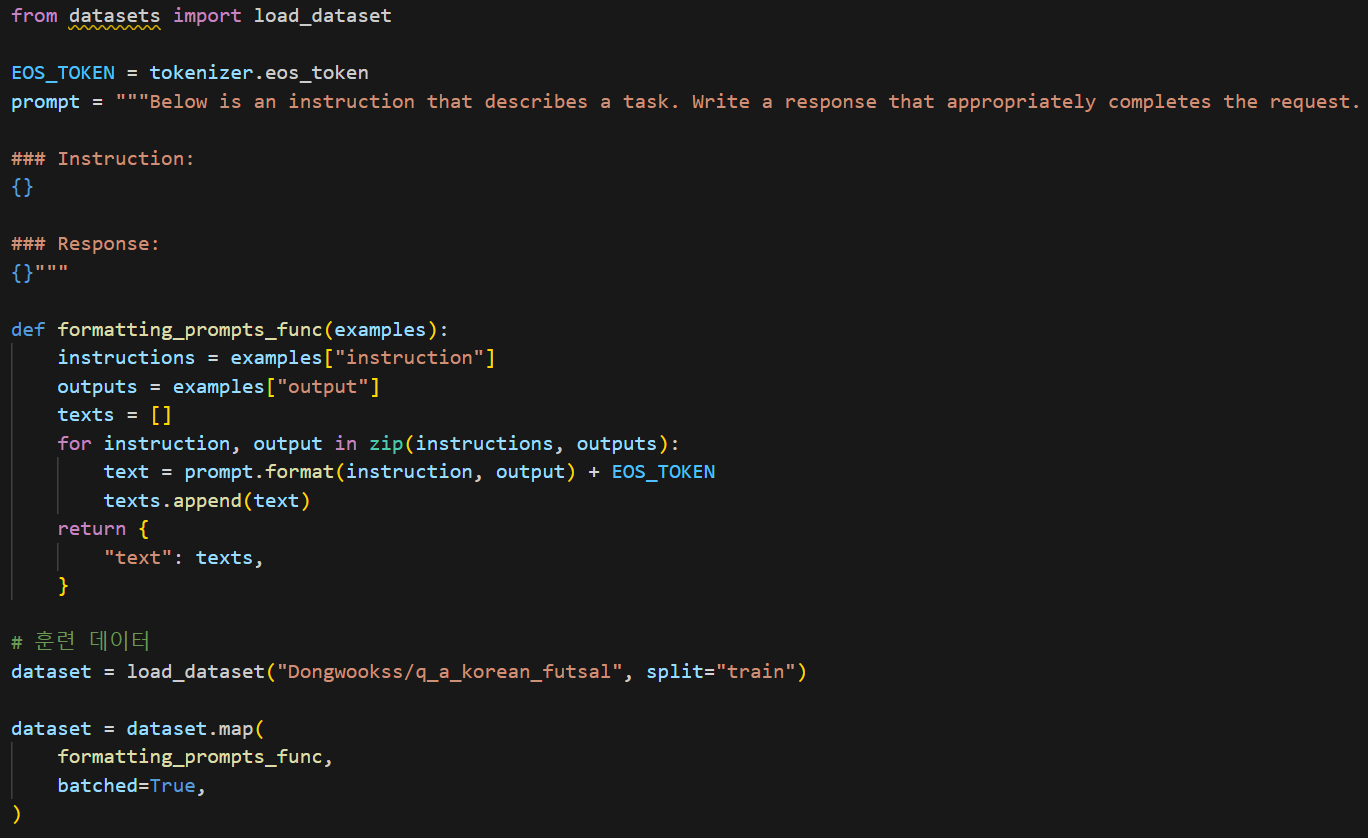 from datasets import load_dataset
EOS_TOKEN = tokenizer.eos_token
prompt = """Below is an instruction that describes a task. Write a response that appropriately completes the request.
### Instruction:
{}
### Response:
{}"""
def formatting_prompts_func(examples):
    instructions = examples["instruction"]
    outputs = examples["output"]
    texts = []
    for instruction, output in zip(instructions, outputs):
        text = prompt.format(instruction, output) + EOS_TOKEN
        texts.append(text)
    return {
        "text": texts,
    }
# 훈련 데이터
dataset = load_dataset("Dongwookss/q_a_korean_futsal", split="train")
dataset = dataset.map(
    formatting_prompts_func,
    batched=True,
)